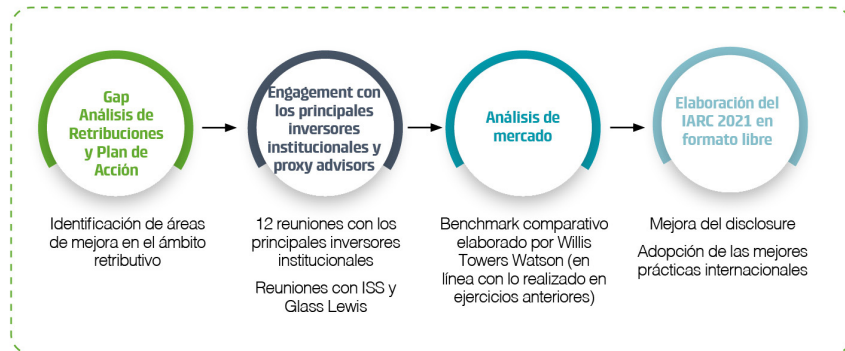 Gap
Análisis de
Retribuciones
y Plan de
Acción
Identificación de áreas
de mejora en el ámbito
retributivo
Engagement con
los principales
inversores
institucionales y
proxy advisors
12 reuniones con los
principales inversores
institucionales
Reuniones con ISS y
Glass Lewis
Análisis de
mercado
Benchmark comparativo
elaborado por Willis
Towers Watson (en
línea con lo realizado en
ejercicios anteriores)
Elaboración del
IARC 2021 en
formato libre
Mejora del disclosure
Adopción de las mejores
prácticas internacionales